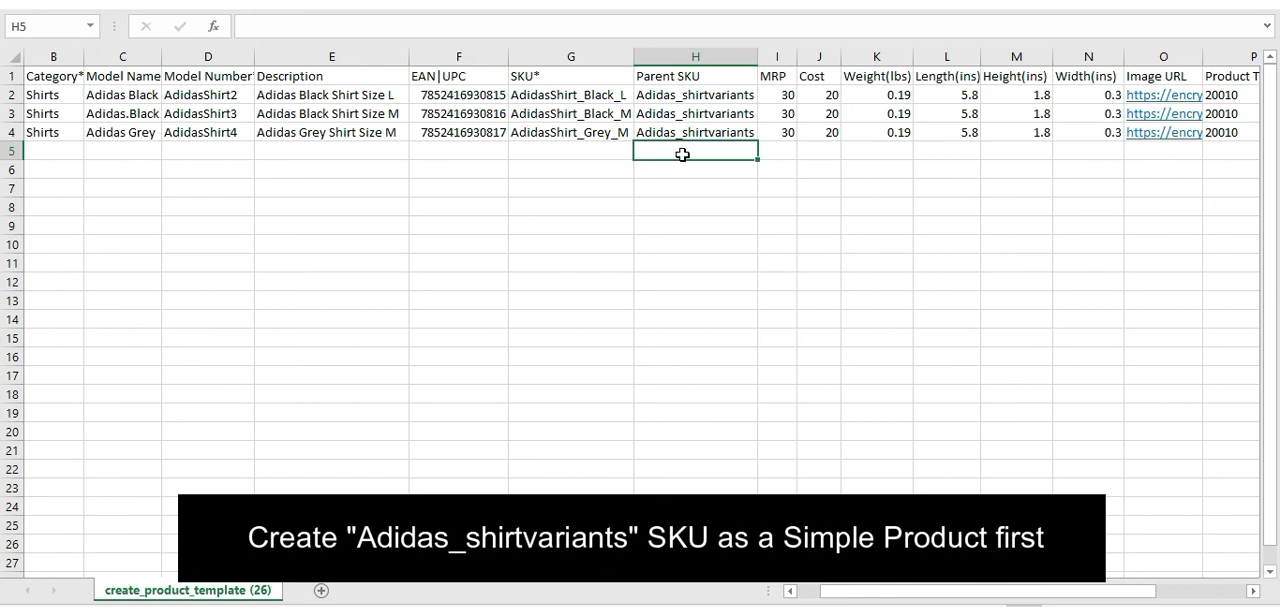 H5 fx
B C D E F G H I J K L M N O P
1 Category* Model Name Model Number* Description EAN|UPC SKU* Parent SKU MRP Cost Weight(lbs) Length(ins) Height(ins) Width(ins) Image URL Product T
2 Shirts Adidas Black AdidasShirt2 Adidas Black Shirt Size L 7852416930815 AdidasShirt_Black_L Adidas_shirtvariants 30 20 0.19 5.8 1.8 0.3 https://encry 20010
3 Shirts Adidas.Black AdidasShirt3 Adidas Black Shirt Size M 7852416930816 AdidasShirt_Black_M Adidas_shirtvariants 30 20 0.19 5.8 1.8 0.3 https://encry 20010
4 Shirts Adidas Grey AdidasShirt4 Adidas Grey Shirt Size M 7852416930817 AdidasShirt_Grey_M Adidas_shirtvariants 30 20 0.19 5.8 1.8 0.3 https://encry 20010
5
6
7
8
9
10
11
12
13
14
15
16
17
18
19
20
21
22
23
24
25
26
27
Create "Adidas_shirtvariants" SKU as a Simple Product first
create_product_template (26)